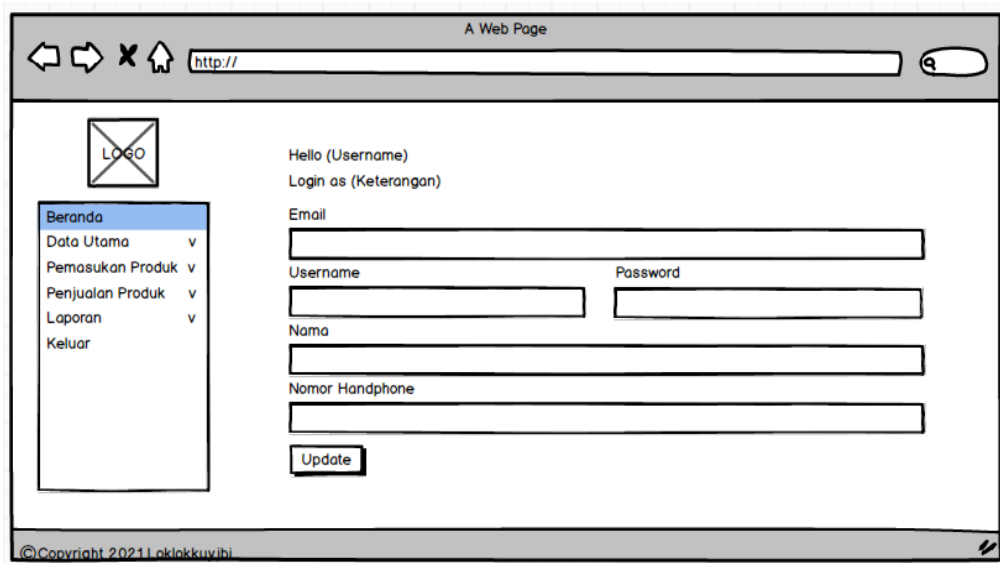 A Web Page
http://
LOGO
Hello (Username)
Login as (Keterangan)
Beranda
Data Utama v
Pemasukan Produk v
Penjualan Produk v
Laporan v
Keluar
Email
Username
Password
Nama
Nomor Handphone
Update
©Copyright 2021 Loklokkuyjbi